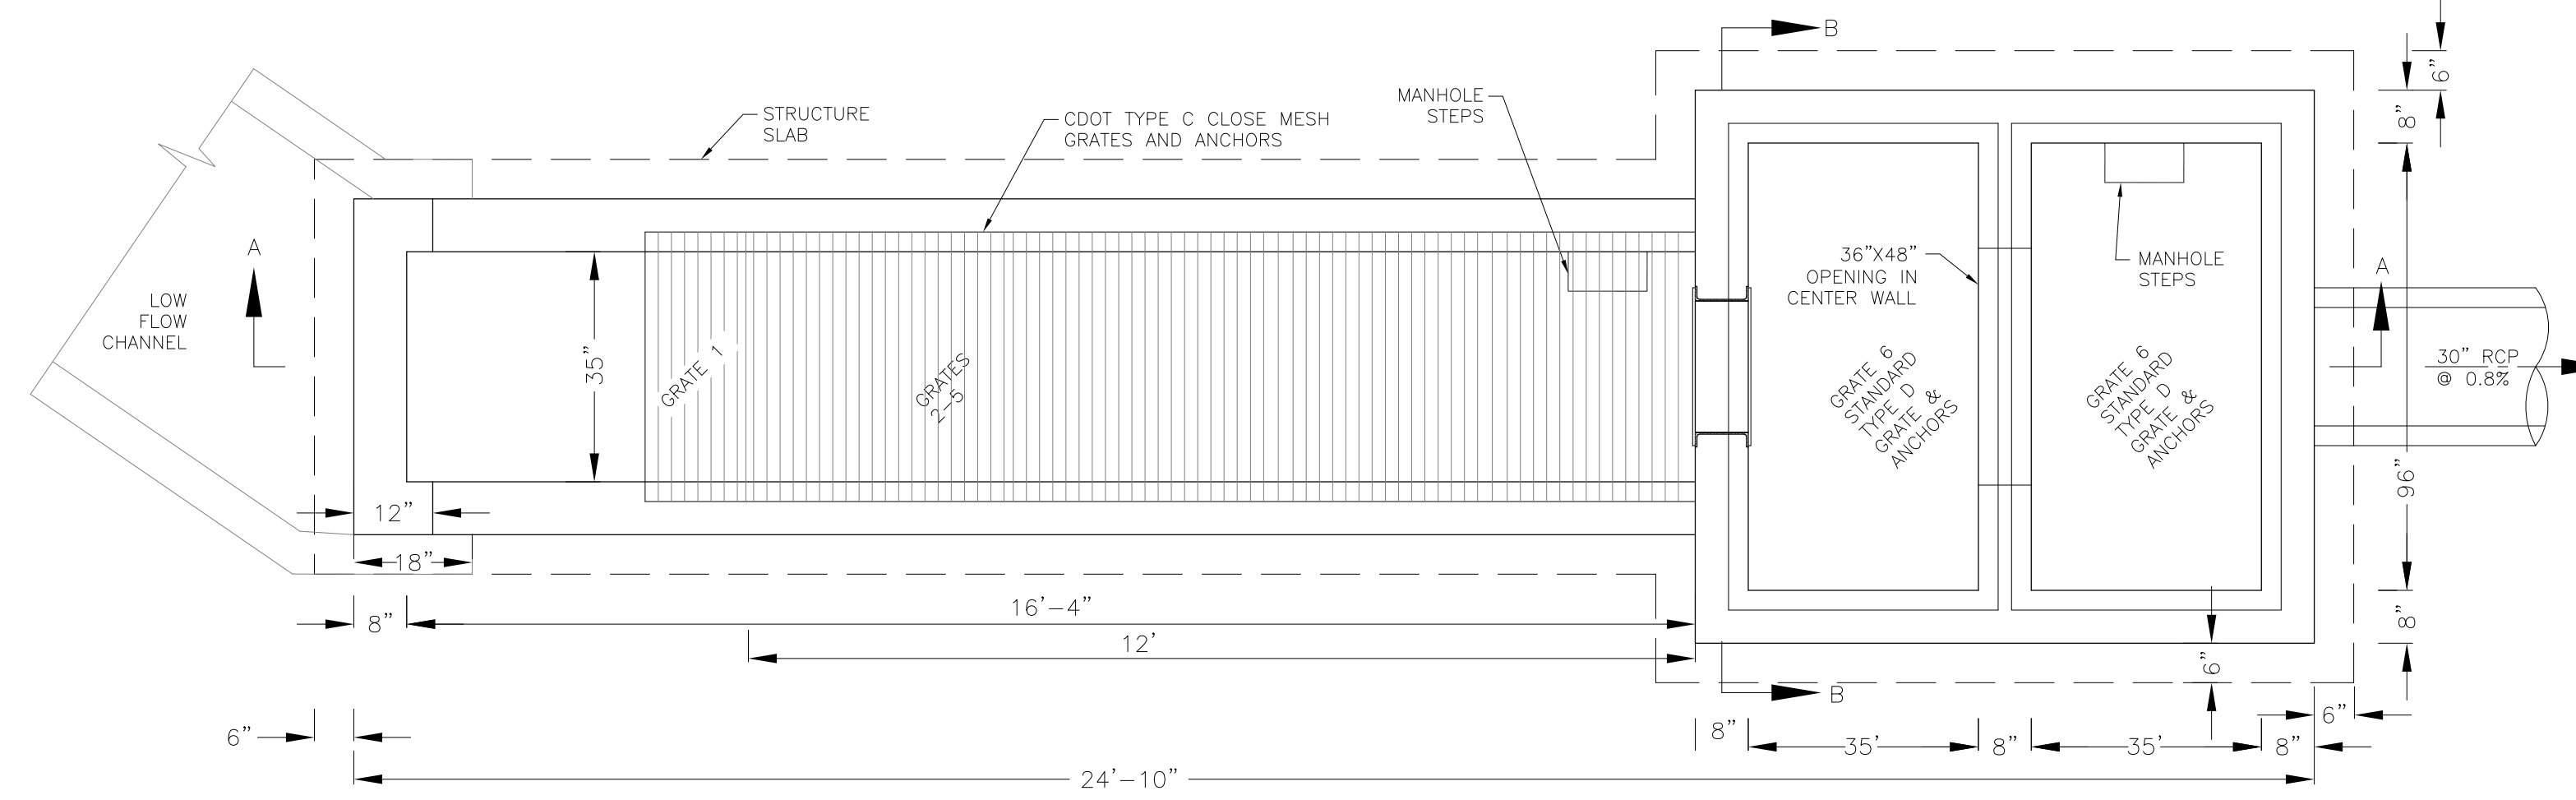 B
6"
8"
MANHOLE
STEPS
STRUCTURE
SLAB
CDOT TYPE C CLOSE MESH
GRATES AND ANCHORS
A
LOW
FLOW
CHANNEL
35"
GRATE 1
GRATES
2-5
36"X48"
OPENING IN
CENTER WALL
MANHOLE
STEPS
A
GRATE 6
STANDARD
TYPE D
GRATE &
ANCHORS
GRATE 6
STANDARD
TYPE D
GRATE &
ANCHORS
30" RCP
@ 0.8%
96"
12"
18"
8"
16'-4"
12'
8"
6"
B
6"
6"
8"
35'
8"
35'
8"
24'-10"